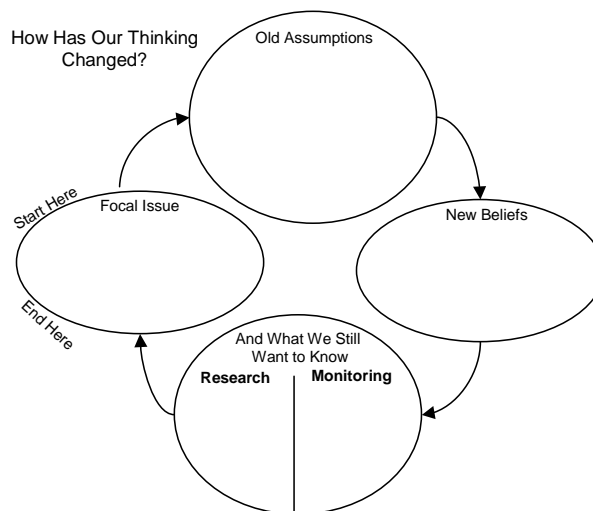 How Has Our Thinking
Changed?
Old Assumptions
Start Here
Focal Issue
New Beliefs
End Here
And What We Still
Want to Know
Research
Monitoring